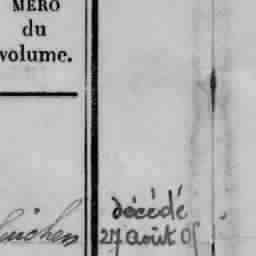 MÉRO
du
volume.
décédé
27 août 05